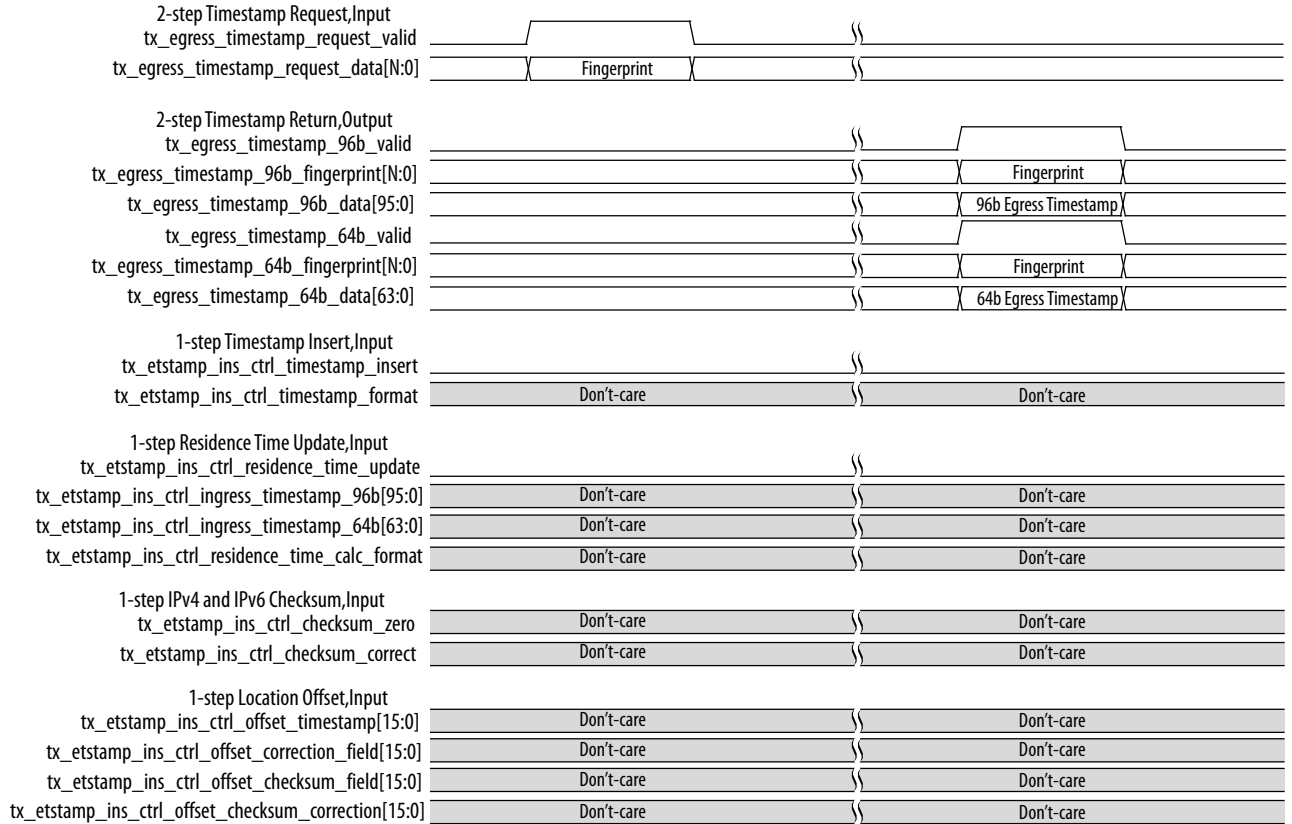 2-step Timestamp Request,Input
tx_egress_timestamp_request_valid
tx_egress_timestamp_request_data[N:0] Fingerprint
2-step Timestamp Return,Output
tx_egress_timestamp_96b_valid
tx_egress_timestamp_96b_fingerprint[N:0] Fingerprint
tx_egress_timestamp_96b_data[95:0] 96b Egress Timestamp
tx_egress_timestamp_64b_valid
tx_egress_timestamp_64b_fingerprint[N:0] Fingerprint
tx_egress_timestamp_64b_data[63:0] 64b Egress Timestamp
1-step Timestamp Insert,Input
tx_etstamp_ins_ctrl_timestamp_insert
tx_etstamp_ins_ctrl_timestamp_format Don’t-care Don’t-care
1-step Residence Time Update,Input
tx_etstamp_ins_ctrl_residence_time_update
tx_etstamp_ins_ctrl_ingress_timestamp_96b[95:0] Don’t-care Don’t-care
tx_etstamp_ins_ctrl_ingress_timestamp_64b[63:0] Don’t-care Don’t-care
tx_etstamp_ins_ctrl_residence_time_calc_format Don’t-care Don’t-care
1-step IPv4 and IPv6 Checksum,Input
tx_etstamp_ins_ctrl_checksum_zero Don’t-care Don’t-care
tx_etstamp_ins_ctrl_checksum_correct Don’t-care Don’t-care
1-step Location Offset,Input
tx_etstamp_ins_ctrl_offset_timestamp[15:0] Don’t-care Don’t-care
tx_etstamp_ins_ctrl_offset_correction_field[15:0] Don’t-care Don’t-care
tx_etstamp_ins_ctrl_offset_checksum_field[15:0] Don’t-care Don’t-care
tx_etstamp_ins_ctrl_offset_checksum_correction[15:0] Don’t-care Don’t-care